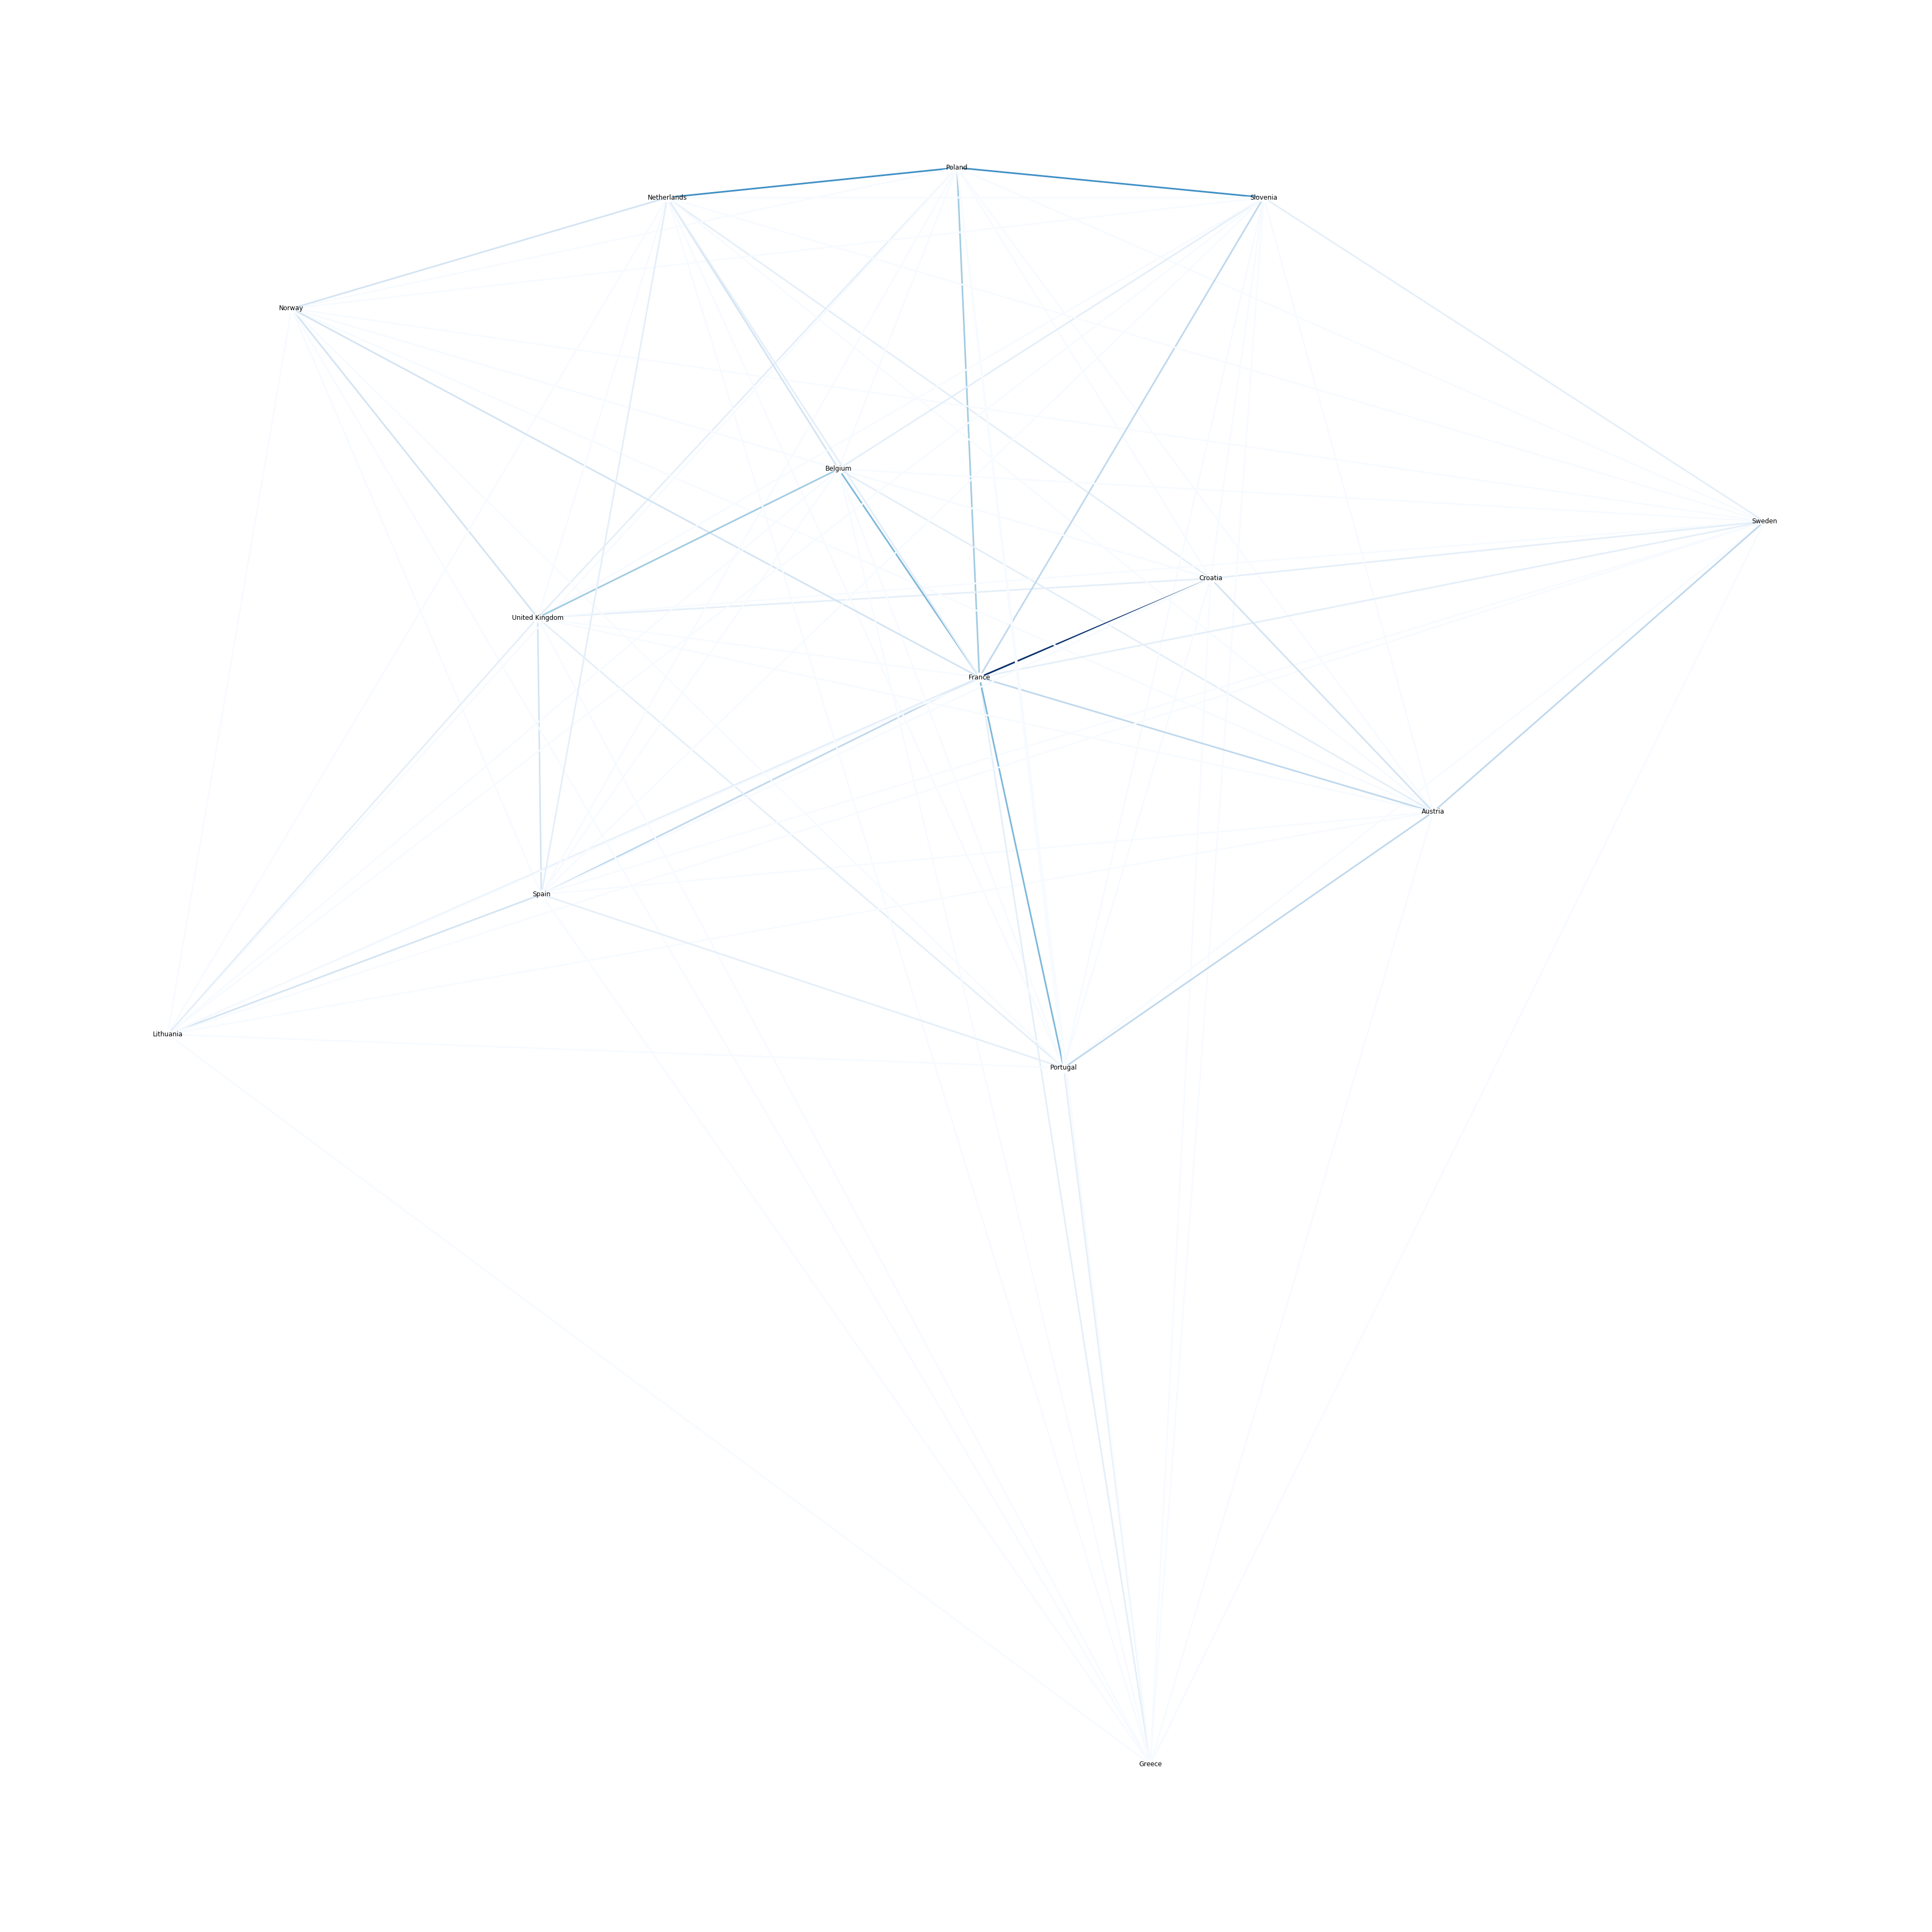 Poland
Netherlands
Slovenia
Norway
Belgium
Sweden
Croatia
United Kingdom
France
Austria
Spain
Lithuania
Portugal
Greece